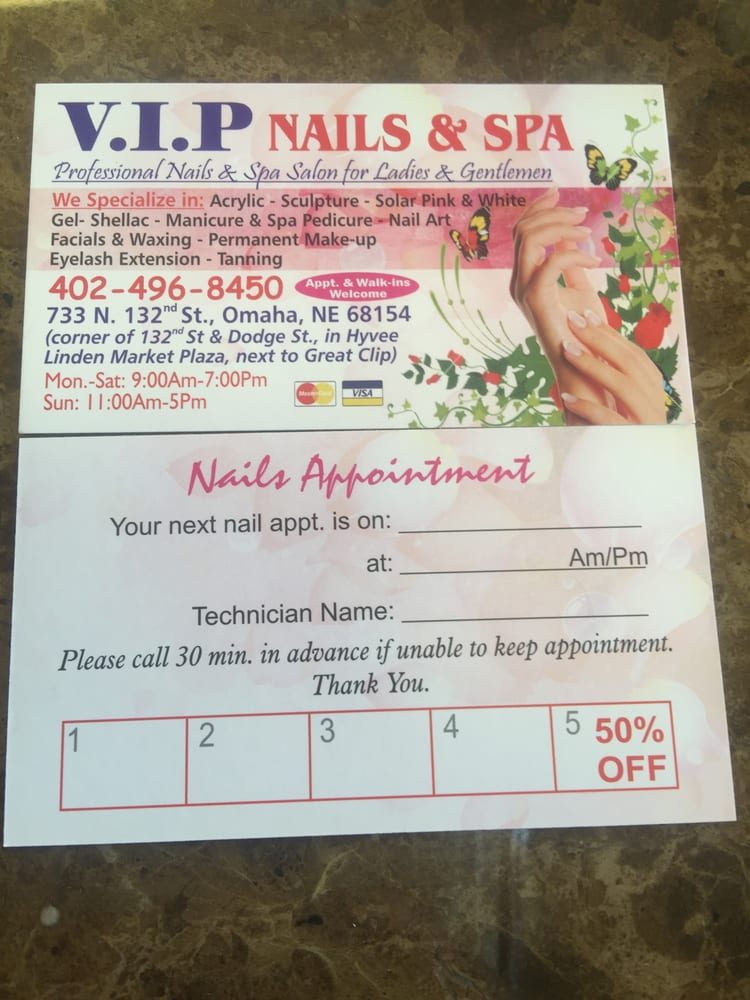 V.I.P NAILS & SPA
Professional Nails & Spa Salon for Ladies & Gentlemen
We Specialize in: Acrylic - Sculpture - Solar Pink & White
Gel- Shellac - Manicure & Spa Pedicure - Nail Art
Facials & Waxing - Permanent Make-up
Eyelash Extension - Tanning
402-496-8450 Appt. & Walk-ins
Welcome
733 N. 132nd St., Omaha, NE 68154
(corner of 132nd St & Dodge St., in Hyvee
Linden Market Plaza, next to Great Clip)
Mon.-Sat: 9:00Am-7:00Pm
Sun: 11:00Am-5Pm
MasterCard VISA
Nails Appointment
Your next nail appt. is on:
at: Am/Pm
Technician Name:
Please call 30 min. in advance if unable to keep appointment.
Thank You.
1 2 3 4 5 50%
OFF